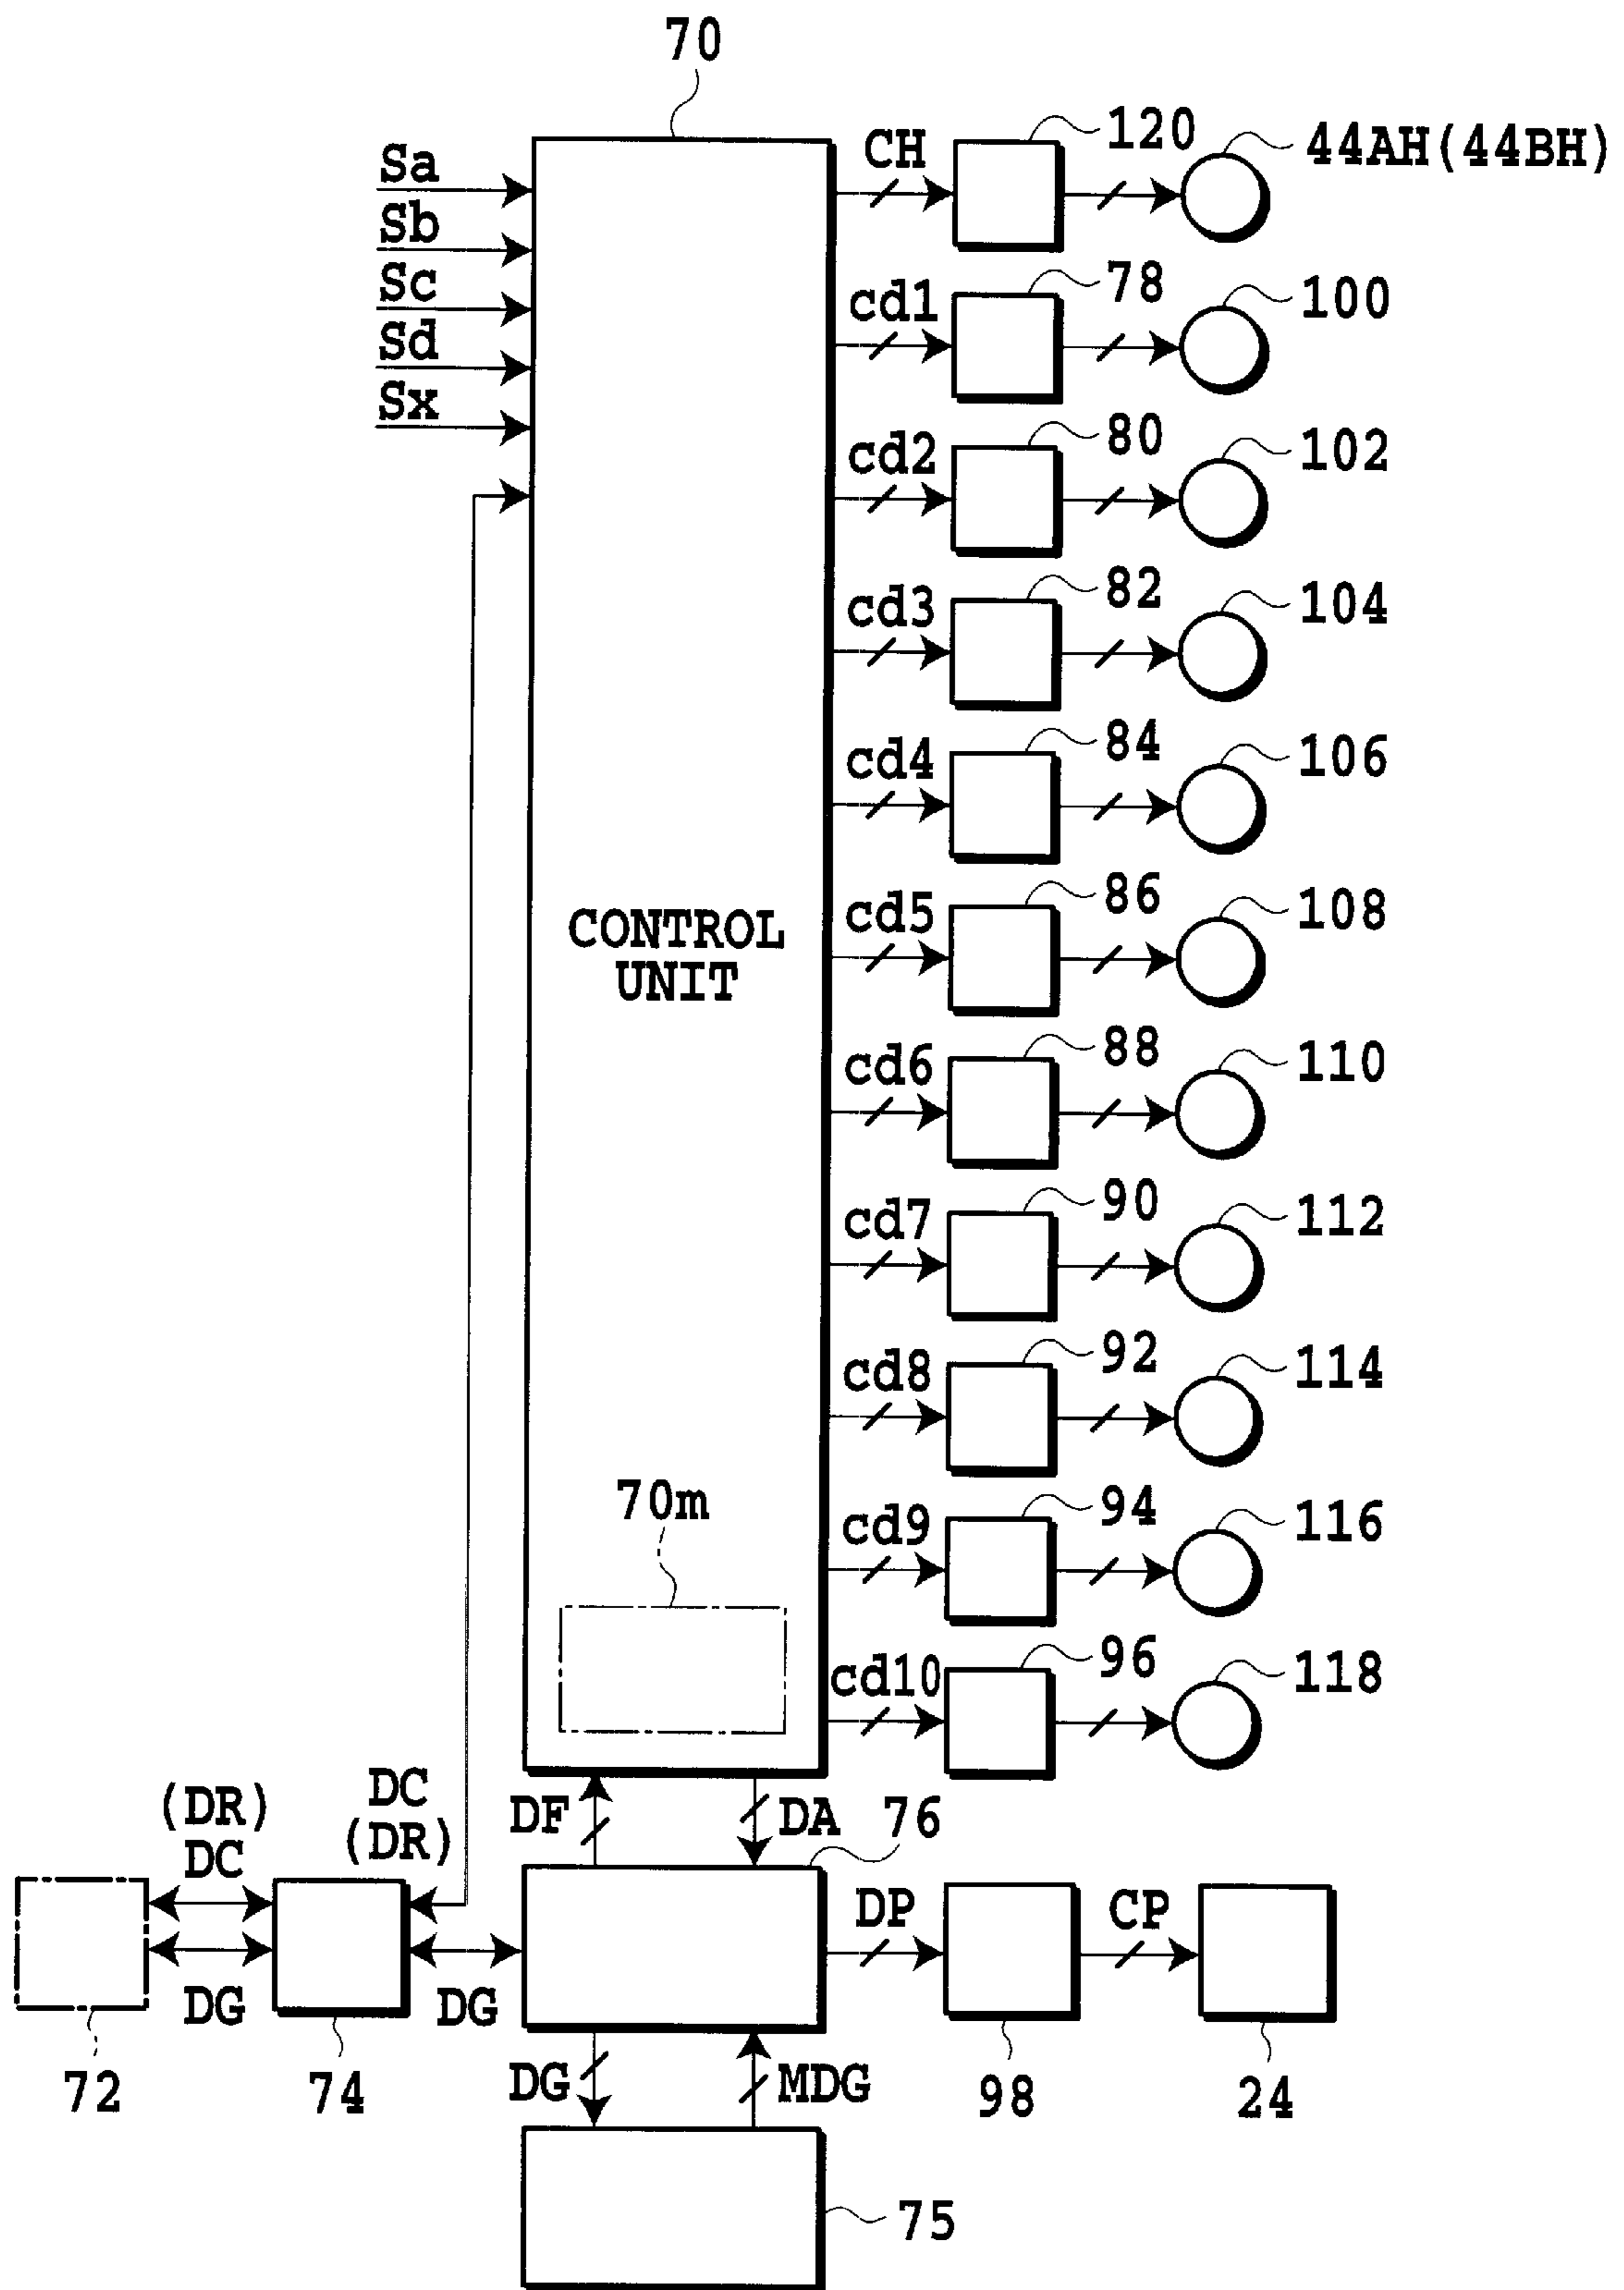 70
Sa
Sb
Sc
Sd
Sx
CH
120
44AH(44BH)
cd1
78
100
cd2
80
102
cd3
82
104
cd4
84
106
CONTROL
UNIT
cd5
86
108
cd6
88
110
cd7
90
112
cd8
92
114
70m
cd9
94
116
cd10
96
118
(DR)
DC
DC
(DR)
DF
DA
76
DG
DG
DP
CP
72
74
DG
MDG
98
24
75